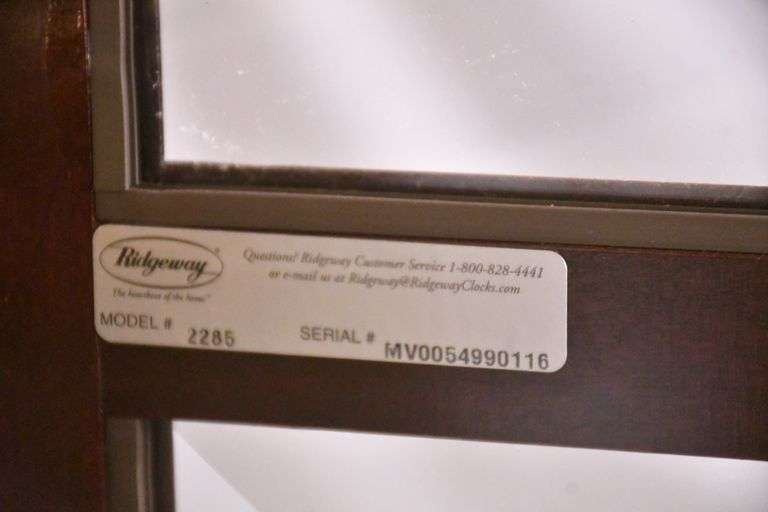 Ridgeway®
The heartbeat of the home™
Questions? Ridgeway Customer Service 1-800-828-4441
or e-mail us at Ridgeway@RidgewayClocks.com
MODEL # 2285
SERIAL # MV0054990116